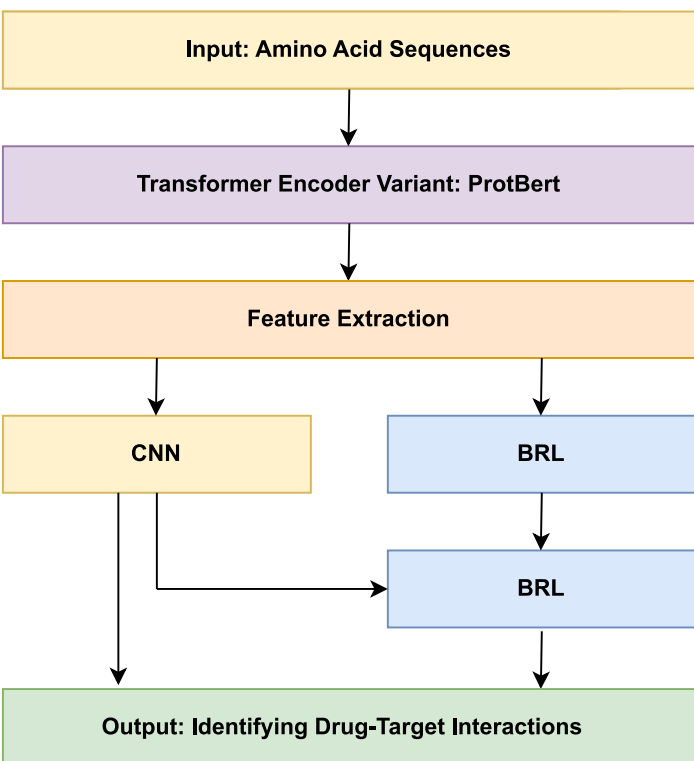 Input: Amino Acid Sequences
Transformer Encoder Variant: ProtBert
Feature Extraction
CNN
BRL
BRL
Output: Identifying Drug-Target Interactions